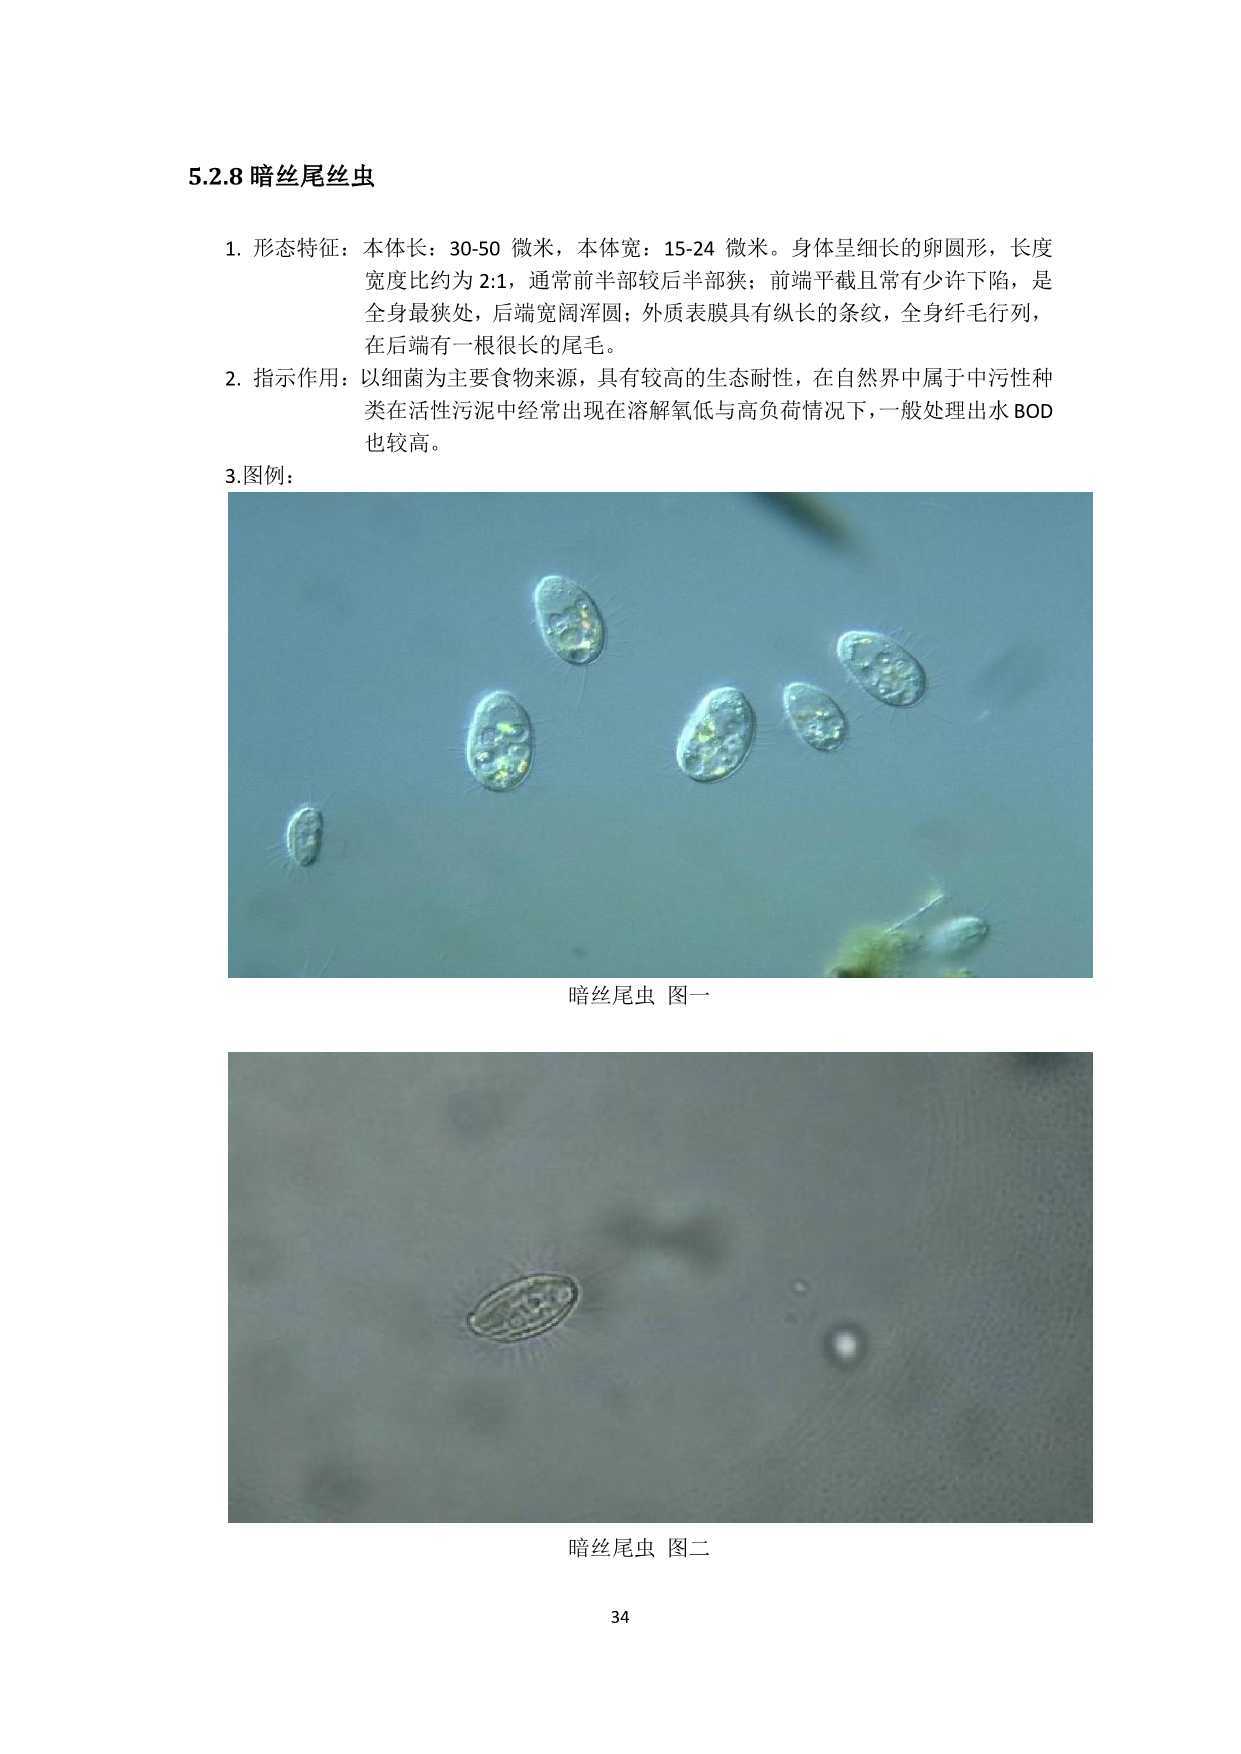 5.2.8 暗丝尾丝虫
1. 形态特征：本体长：30-50 微米，本体宽：15-24 微米。身体呈细长的卵圆形，长度
宽度比约为 2:1，通常前半部较后半部狭；前端平截且常有少许下陷，是
全身最狭处，后端宽阔浑圆；外质表膜具有纵长的条纹，全身纤毛行列，
在后端有一根很长的尾毛。
2. 指示作用：以细菌为主要食物来源，具有较高的生态耐性，在自然界中属于中污性种
类在活性污泥中经常出现在溶解氧低与高负荷情况下，一般处理出水 BOD
也较高。
3.图例：
暗丝尾虫 图一
暗丝尾虫 图二
34